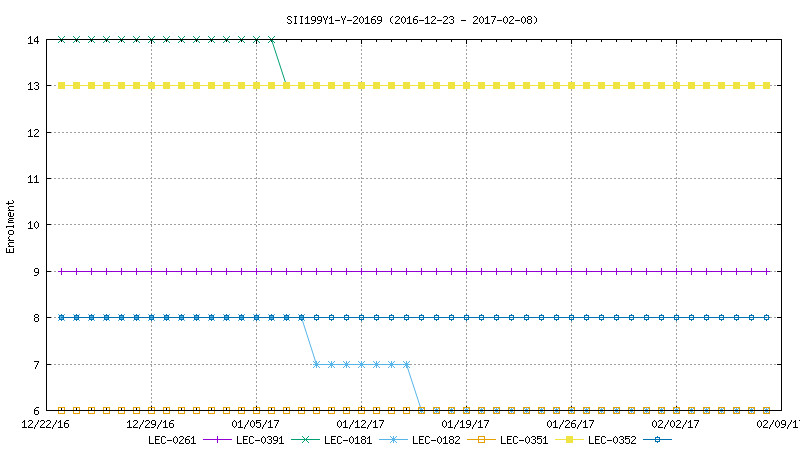 SII199Y1-Y-20169 (2016-12-23 - 2017-02-08)
14
13
12
11
10
9
8
7
6
Enrolment
12/22/16 12/29/16 01/05/17 01/12/17 01/19/17 01/26/17 02/02/17 02/09/17
LEC-0261 LEC-0391 LEC-0181 LEC-0182 LEC-0351 LEC-0352